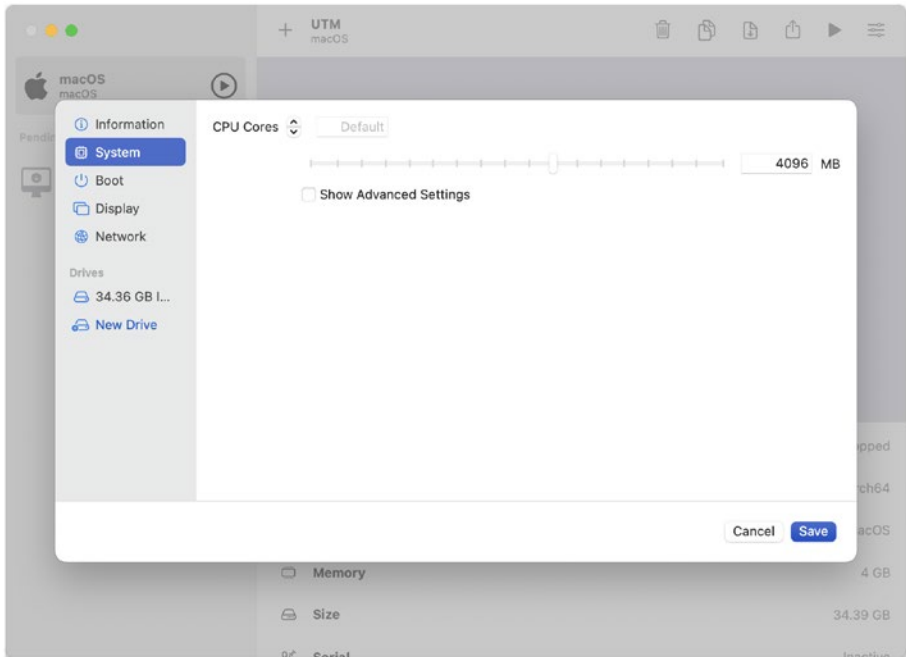 UTM
macOS
macOS
macOS
Information
CPU Cores
Default
System
4096 MB
Boot
Show Advanced Settings
Display
Network
Drives
34.36 GB I...
New Drive
Cancel
Save
Memory
4 GB
Size
34.39 GB